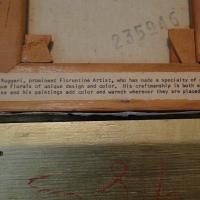 235946
Ruggeri, prominent Florentine Artist, who has made a specialty of
florals of unique design and color. His craftmanship is both
and his paintings add color and warmth wherever they are placed